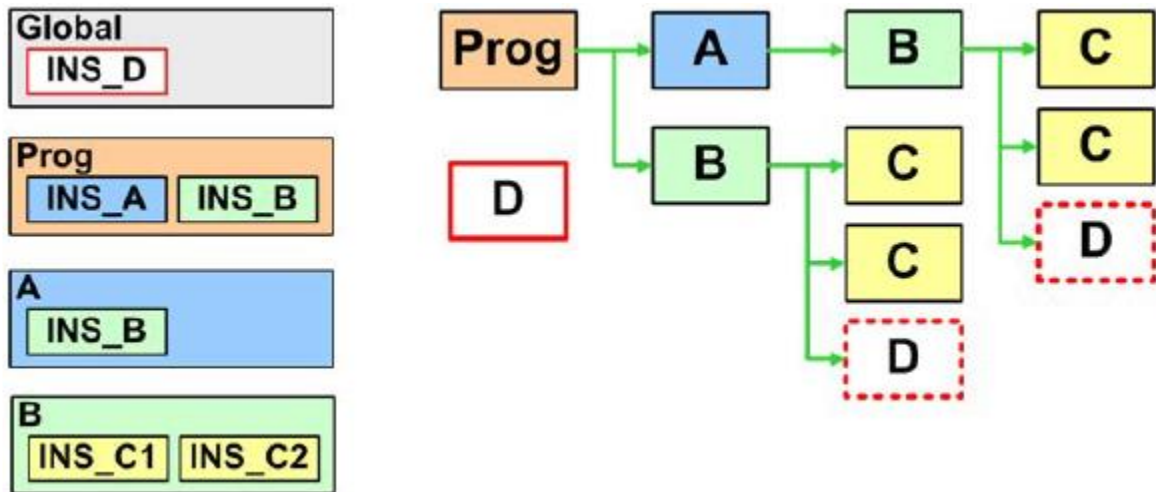 Global
INS_D
Prog
INS_A INS_B
A
INS_B
B
INS_C1 INS_C2
Prog A B C
C
D B C
D
C
D